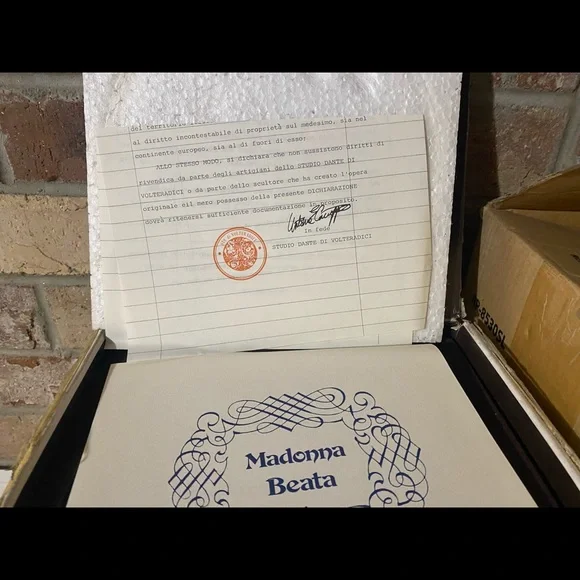 del territorio
al diritto incontestabile di proprietà sul medesimo, sia nel
continente europeo, sia al di fuori di esso;
ALLO STESSO MODO, si dichiara che non sussistono diritti di
rivendica da parte degli artigiani dello STUDIO DANTE DI
VOLTERADICI o da parte dello scultore che ha creato l'opera
originale e il mero possesso della presente DICHIARAZIONE
dovrà ritenersi sufficiente documentazione in proposito.
in fede
STUDIO DANTE DI VOLTERADICI
Madonna
Beata